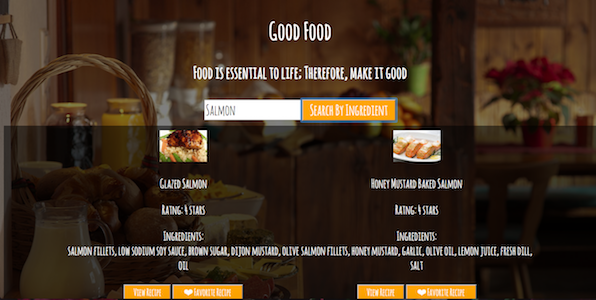 Good Food
Food is essential to life; Therefore, make it good
Salmon
Search By Ingredient
Glazed Salmon
Ratng: 4 stars
Ingredients:
salmon fillets, low sodium soy sauce, brown sugar, dijon mustard, olive
oil
View Recipe
❤ Favorite Recipe
Honey Mustard Baked Salmon
Ratng: 4 stars
Ingredients:
salmon fillets, honey mustard, garlic, olive oil, lemon juice, fresh dill,
salt
View Recipe
❤ Favorite Recipe